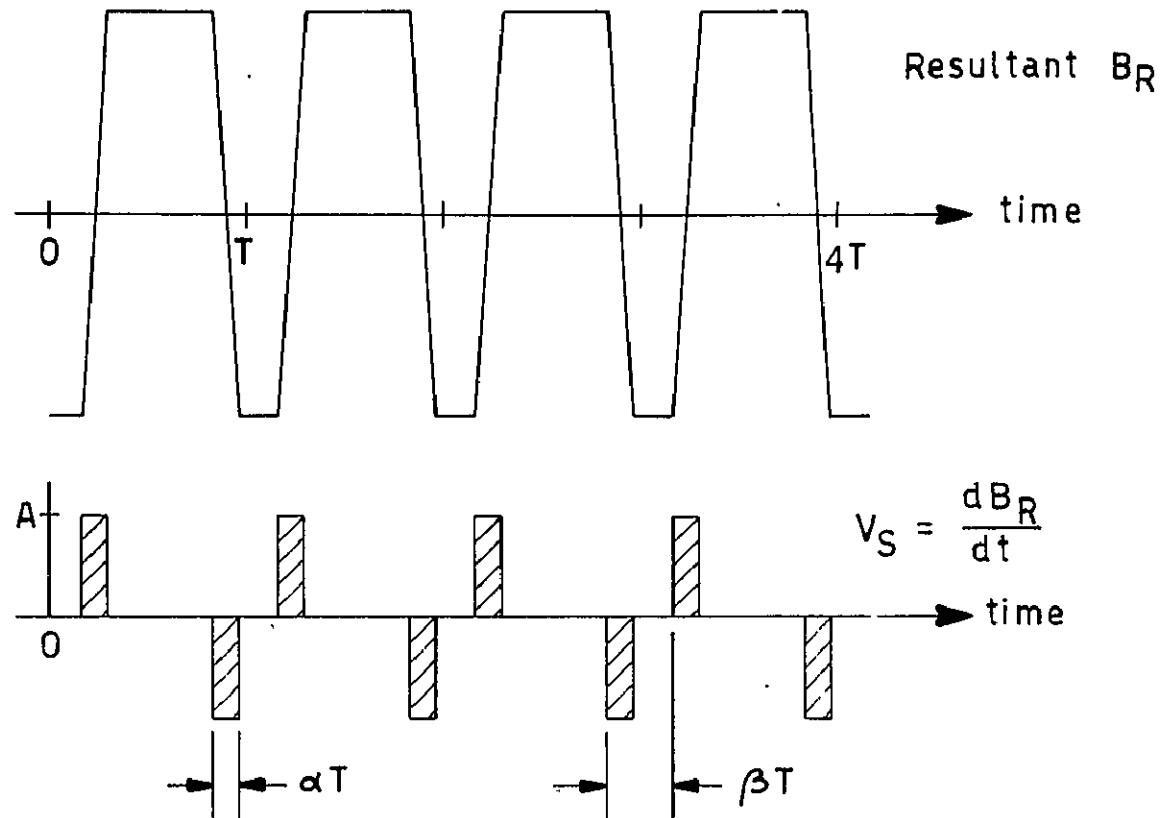 Resultant B_R
time
0
T
4T
A
V_S = dB_R/dt
time
0
αT
βT